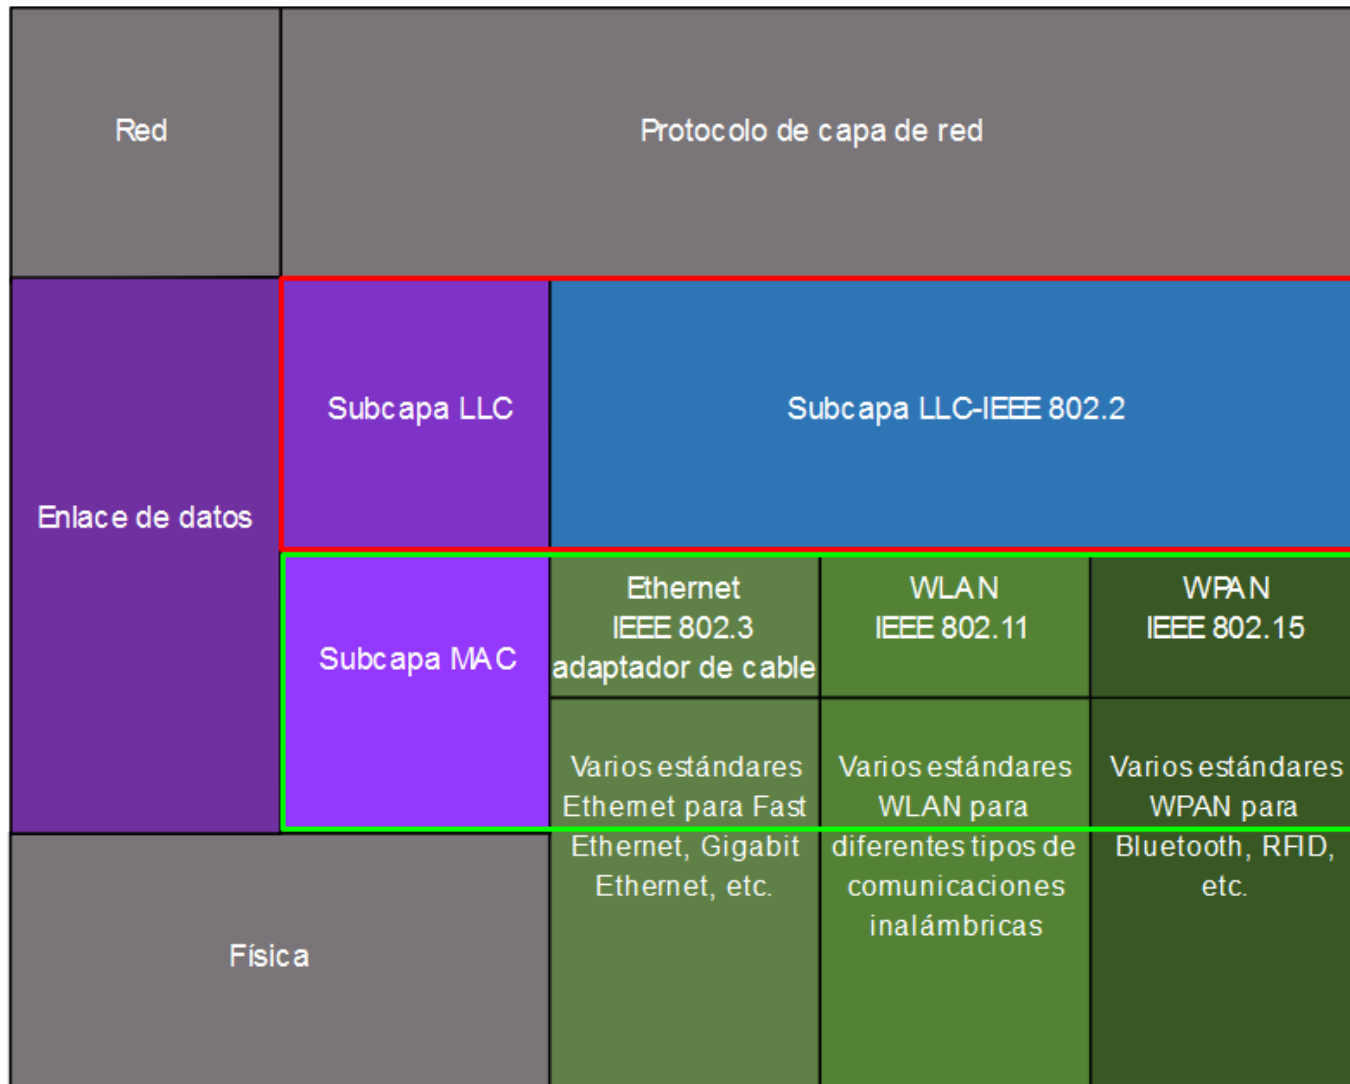 Red
Protocolo de capa de red
Subcapa LLC
Subcapa LLC-IEEE 802.2
Enlace de datos
Subcapa MAC
Ethernet
IEEE 802.3
adaptador de cable
WLAN
IEEE 802.11
WPAN
IEEE 802.15
Varios estándares
Ethernet para Fast
Ethernet, Gigabit
Ethernet, etc.
Varios estándares
WLAN para
diferentes tipos de
comunicaciones
inalámbricas
Varios estándares
WPAN para
Bluetooth, RFID,
etc.
Física